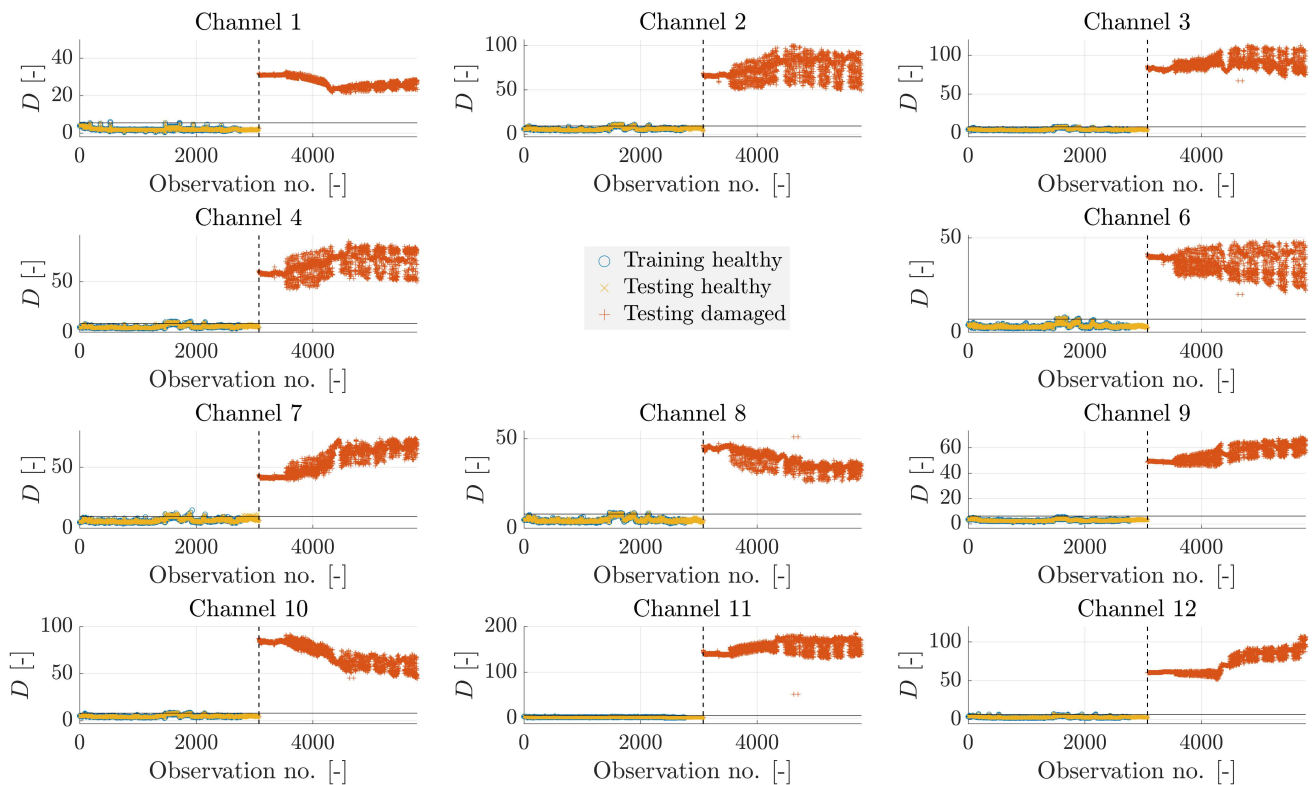 Channel 1
40
20
0
D [-]
0
2000
4000
Observation no. [-]
Channel 2
100
50
0
D [-]
0
2000
4000
Observation no. [-]
Channel 3
100
50
0
D [-]
0
2000
4000
Observation no. [-]
Channel 4
50
0
D [-]
0
2000
4000
Observation no. [-]
Training healthy
Testing healthy
Testing damaged
Channel 6
50
0
D [-]
0
2000
4000
Observation no. [-]
Channel 7
50
0
D [-]
0
2000
4000
Observation no. [-]
Channel 8
50
0
D [-]
0
2000
4000
Observation no. [-]
Channel 9
60
40
20
0
D [-]
0
2000
4000
Observation no. [-]
Channel 10
100
50
0
D [-]
0
2000
4000
Observation no. [-]
Channel 11
200
100
0
D [-]
0
2000
4000
Observation no. [-]
Channel 12
100
50
0
D [-]
0
2000
4000
Observation no. [-]